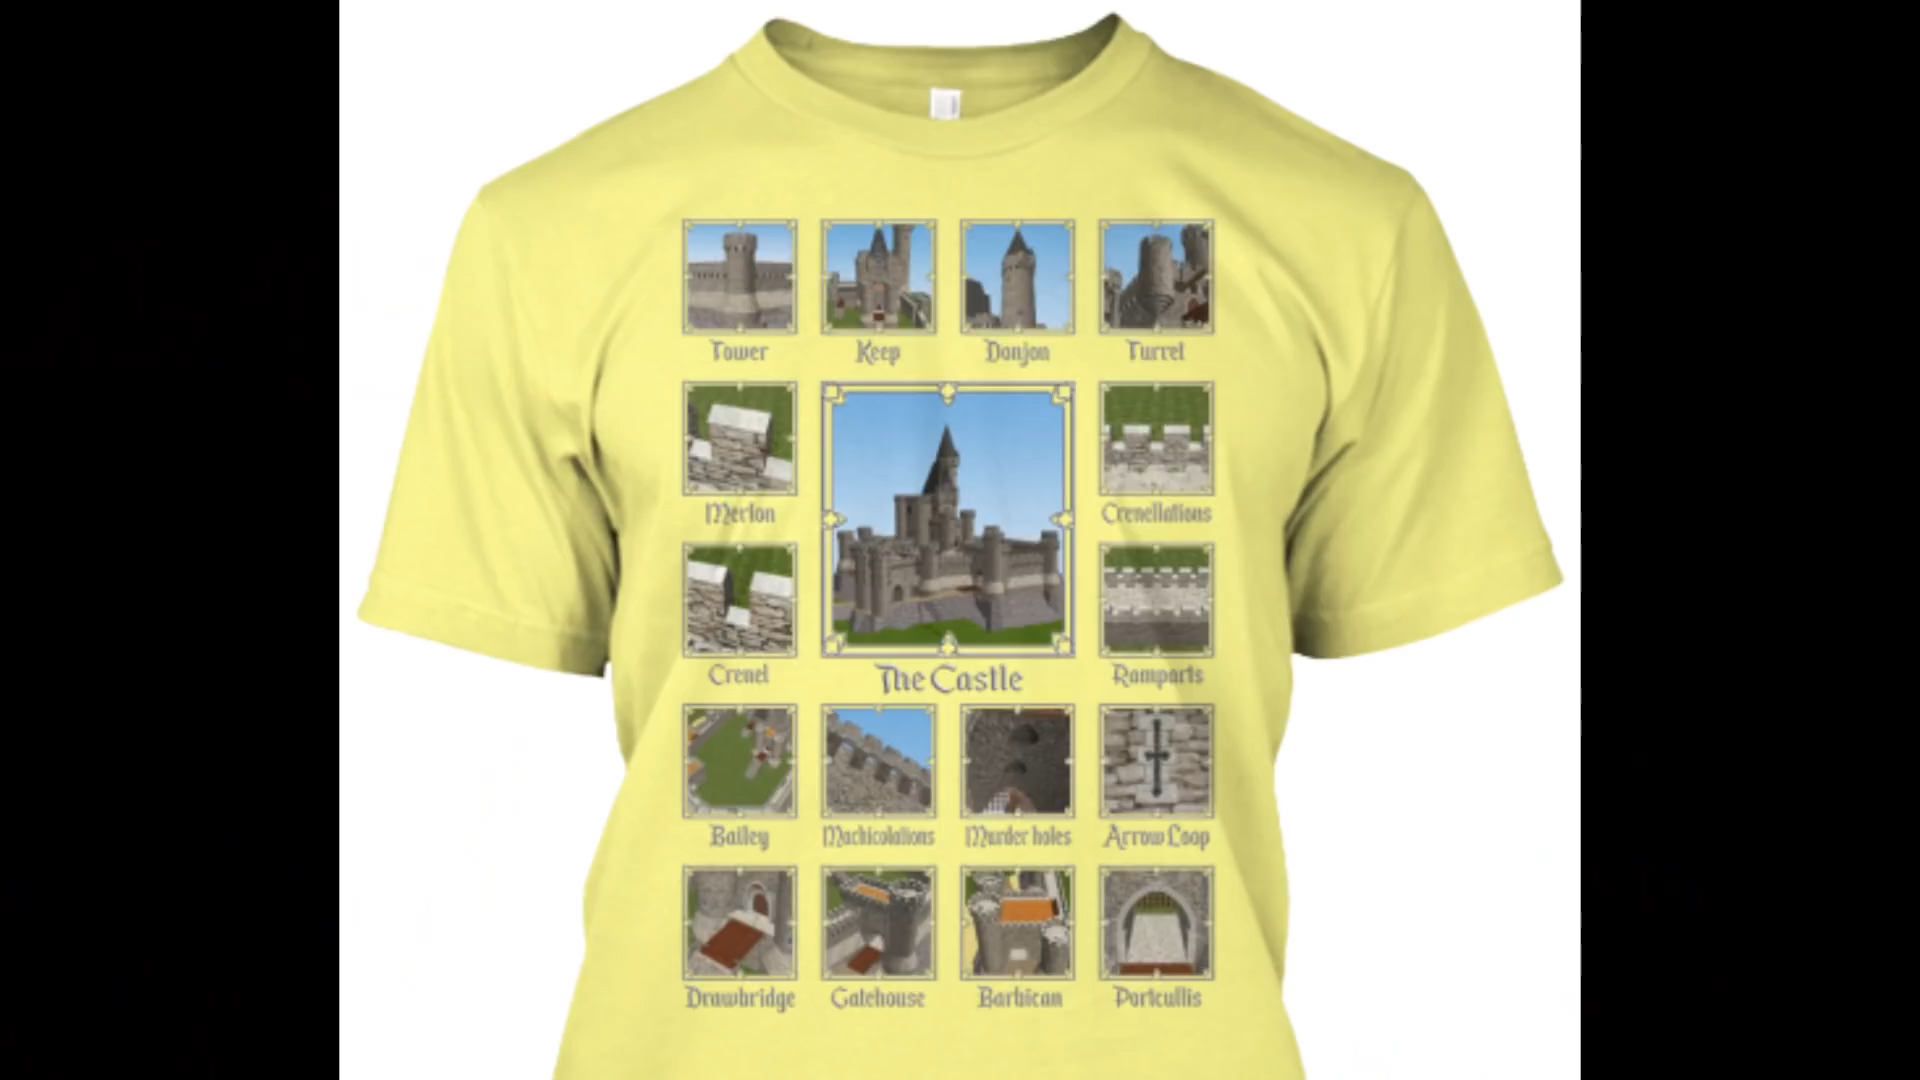 Tower
Keep
Donjon
Turret
Merlon
Crenellations
Crenel
The Castle
Ramparts
Bailey
Machicolations
Murder holes
Arrow Loop
Drawbridge
Gatehouse
Barbican
Portcullis